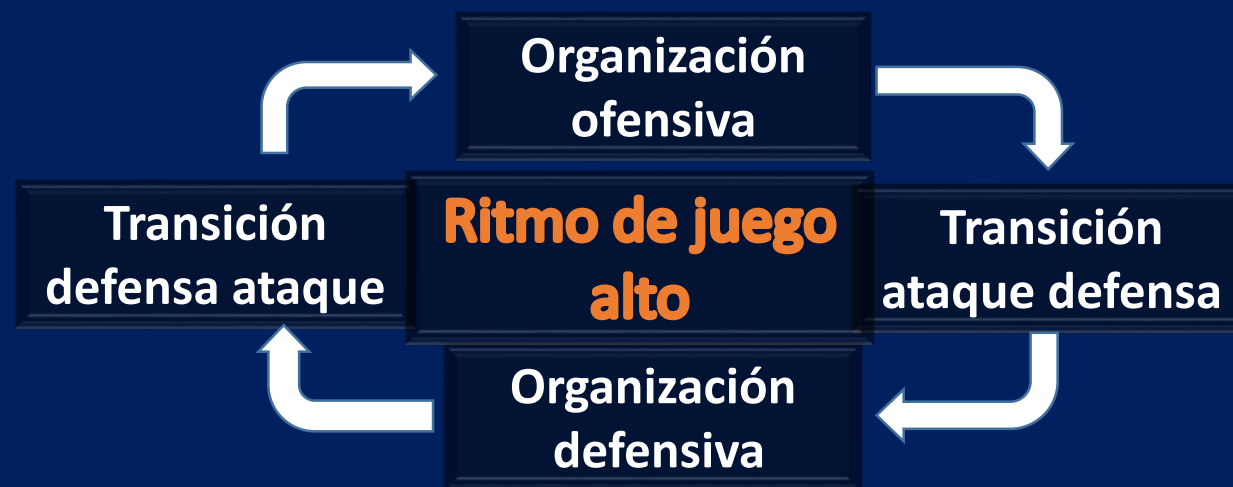 Organización
ofensiva
Transición
defensa ataque
Ritmo de juego
alto
Transición
ataque defensa
Organización
defensiva